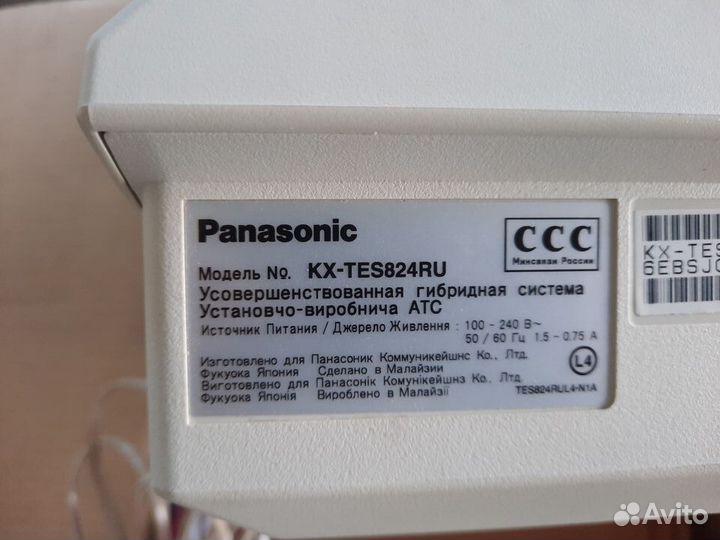 Panasonic
CCC
Минсвязи России
Модель No. KX-TES824RU
Усовершенствованная гибридная система
Установчо-виробнича АТС
Источник Питания / Джерело Живлення : 100 - 240 В~
50 / 60 Гц 1.5 - 0.75 А
Изготовлено для Панасоник Коммуникейшнс Ко., Лтд.
Фукуока Япония Сделано в Малайзии
Виготовлено для Панасонік Комунікейшнз Ко., Лтд.
Фукуока Японія Вироблено в Малайзії
L4
TES824RUL4-N1A
KX-TES
6EBSJ
Avito